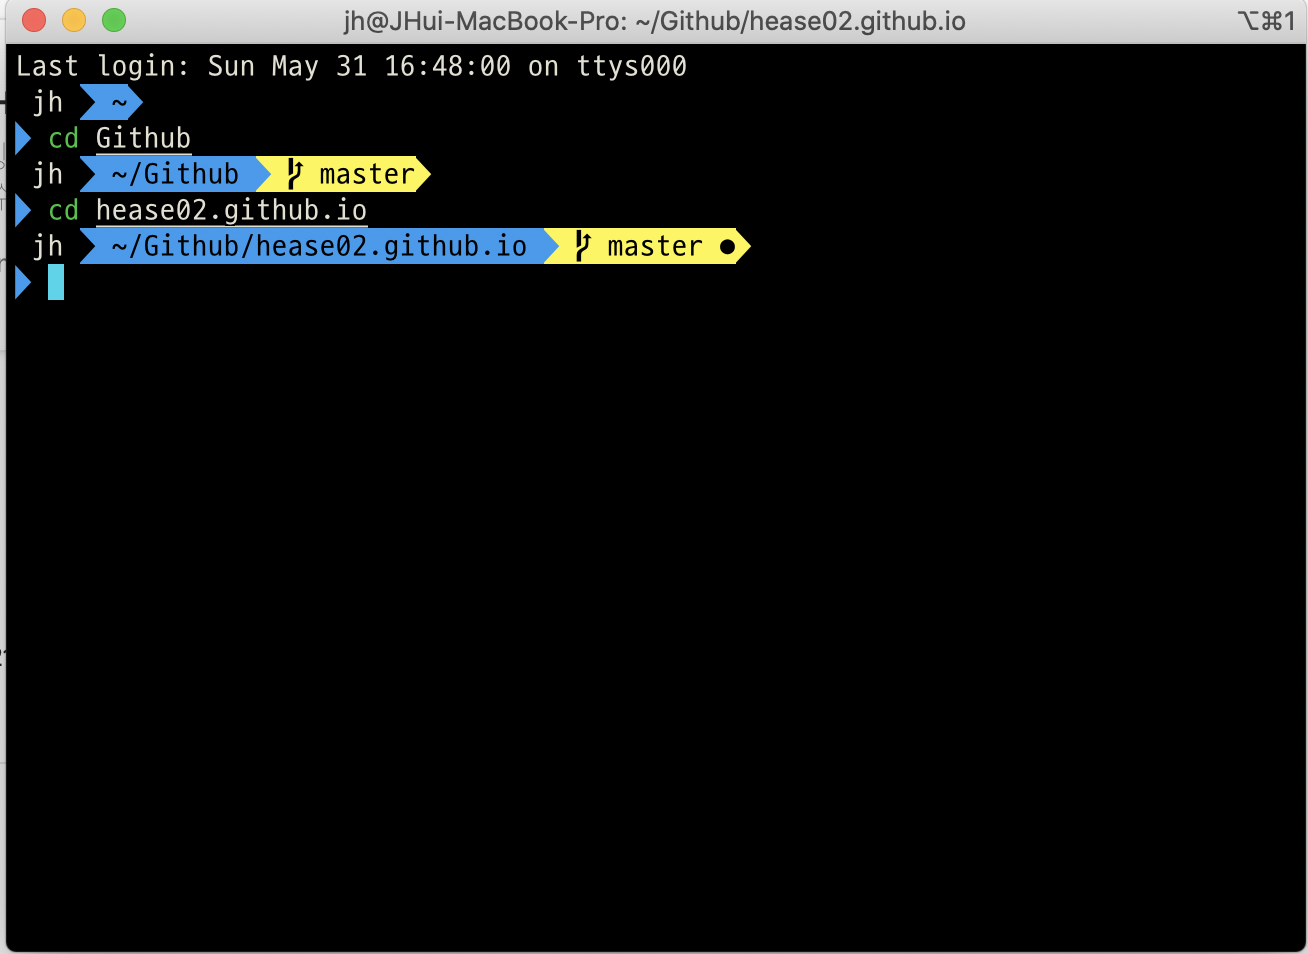 jh@JHui-MacBook-Pro: ~/Github/hease02.github.io ⌥⌘1
Last login: Sun May 31 16:48:00 on ttys000
jh ~
cd Github
jh ~/Github master
cd hease02.github.io
jh ~/Github/hease02.github.io master ●